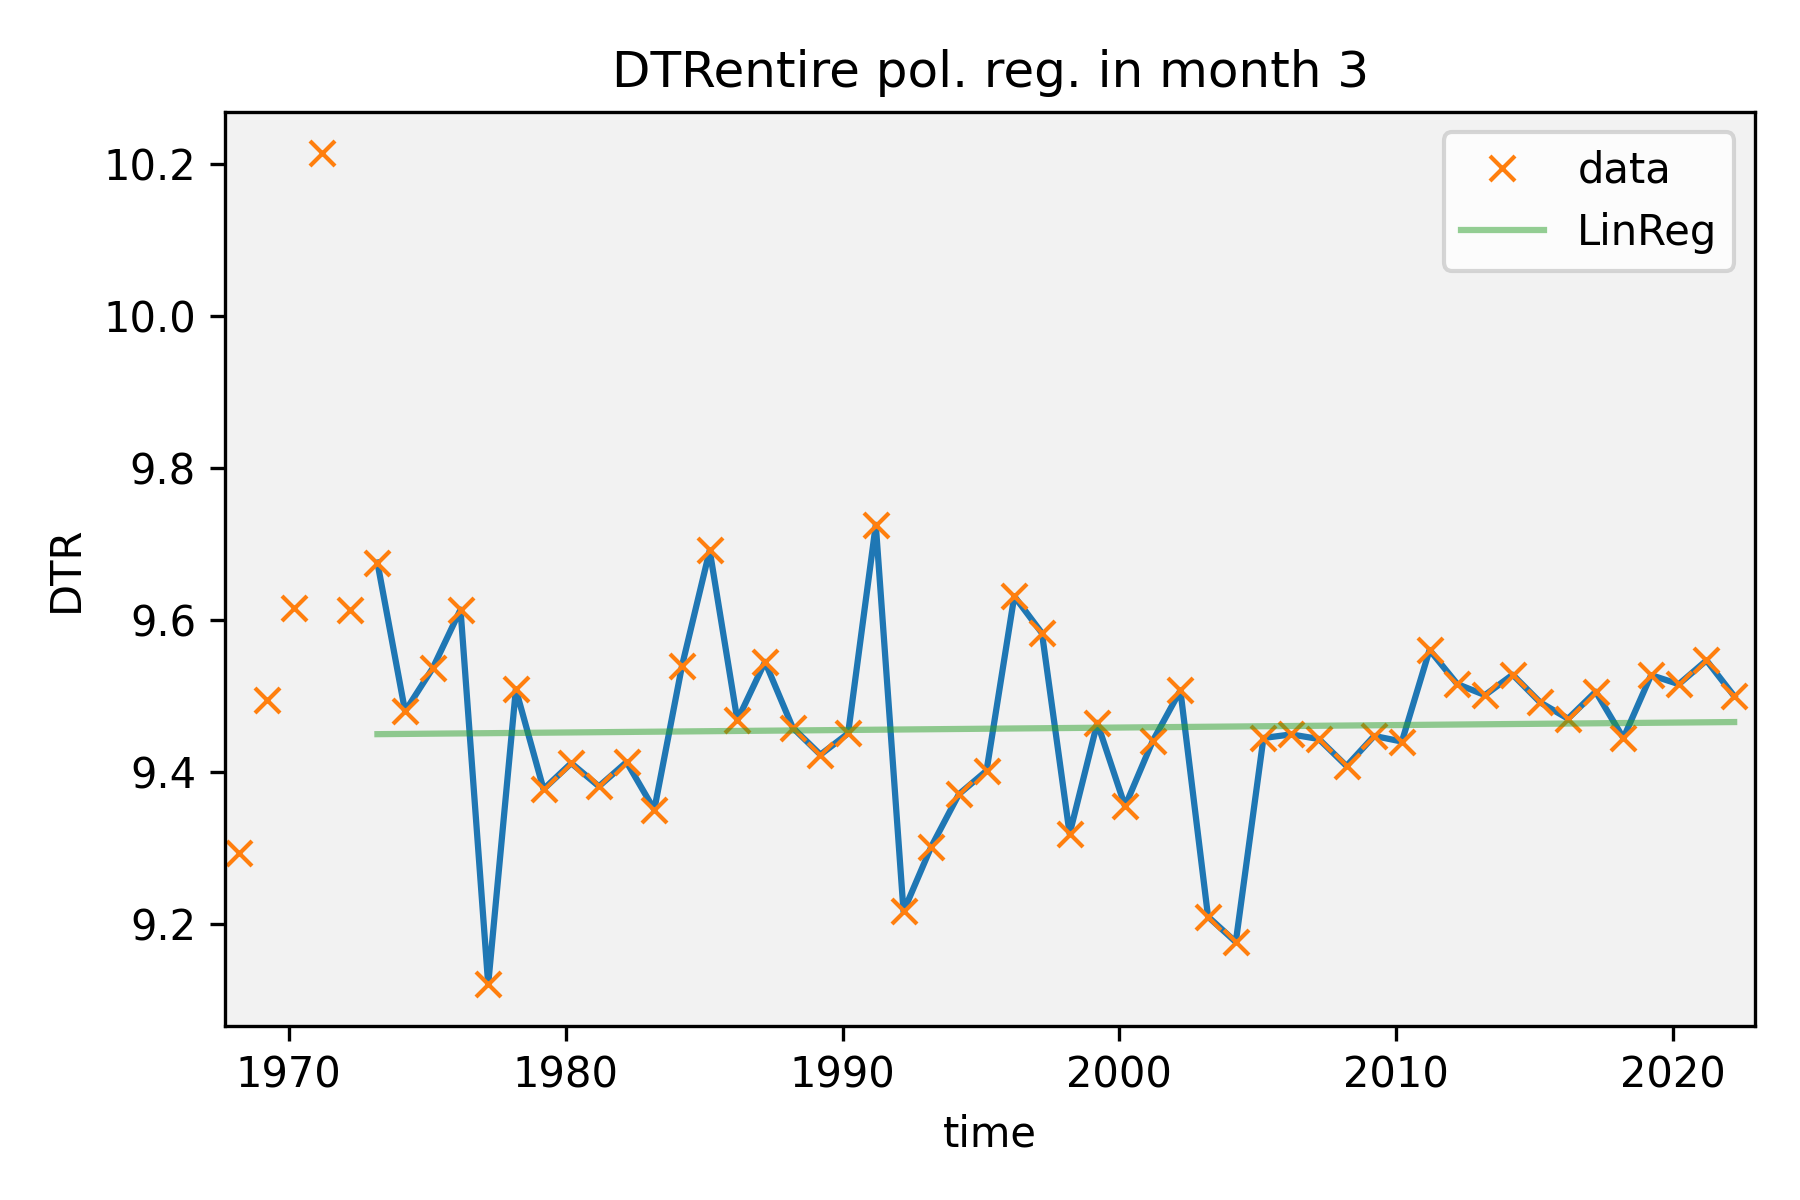 DTRentire pol. reg. in month 3
data
LinReg
10.2
10.0
9.8
9.6
9.4
9.2
DTR
1970
1980
1990
2000
2010
2020
time